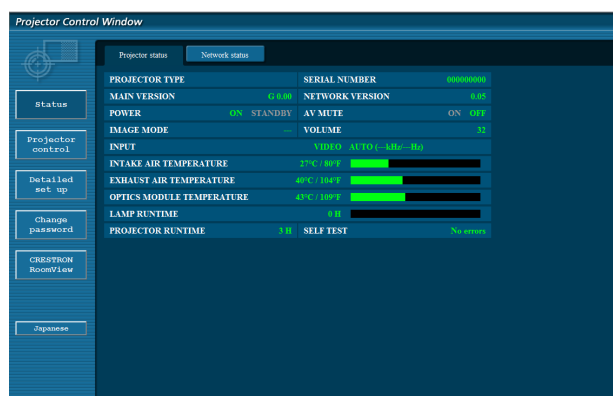 Projector Control Window
Projector status Network status
Status
Projector control
Detailed set up
Change password
CRESTRON RoomView
Japanese
PROJECTOR TYPE SERIAL NUMBER 000000000
MAIN VERSION G 0.00 NETWORK VERSION 0.05
POWER ON STANDBY AV MUTE ON OFF
IMAGE MODE --- VOLUME 32
INPUT VIDEO AUTO (---kHz/---Hz)
INTAKE AIR TEMPERATURE 27°C / 80°F
EXHAUST AIR TEMPERATURE 40°C / 104°F
OPTICS MODULE TEMPERATURE 43°C / 109°F
LAMP RUNTIME 0 H
PROJECTOR RUNTIME 3 H SELF TEST No errors